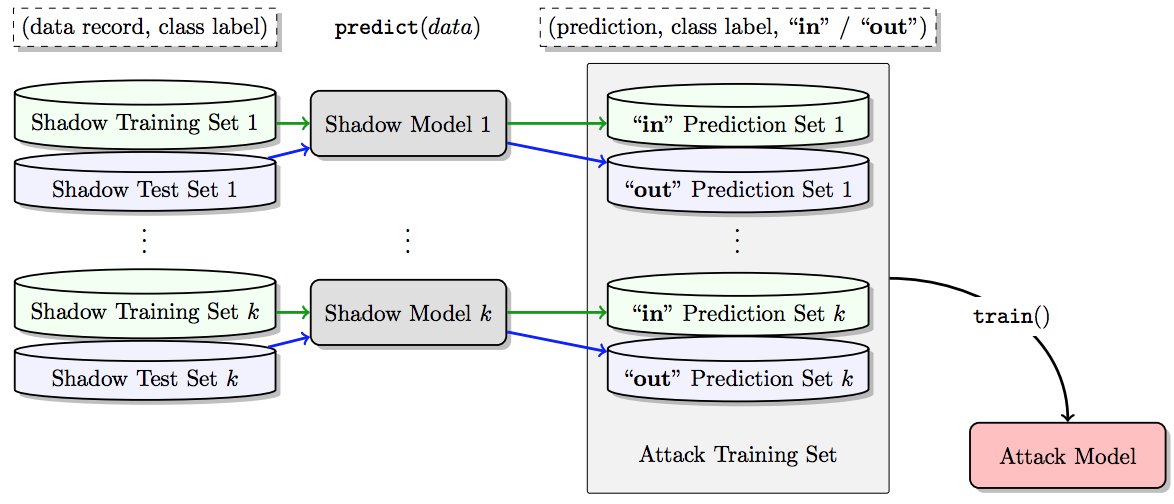 (data record, class label) predict(data) (prediction, class label, “in” / “out”)
Shadow Training Set 1 Shadow Model 1 “in” Prediction Set 1
Shadow Test Set 1 “out” Prediction Set 1
⋮ ⋮ ⋮
Shadow Training Set k Shadow Model k “in” Prediction Set k
train()
Shadow Test Set k “out” Prediction Set k
Attack Training Set Attack Model